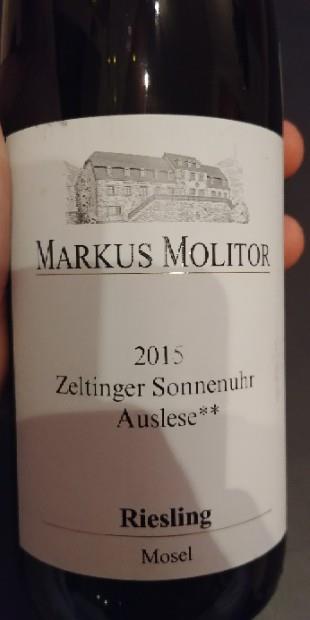 MARKUS MOLITOR
2015
Zeltinger Sonnenuhr
Auslese**
Riesling
Mosel